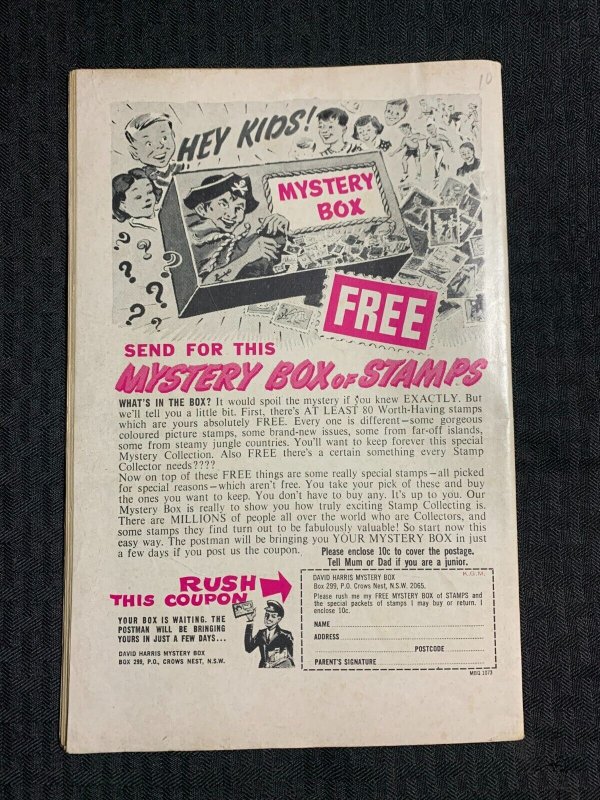 10
HEY KIDS!
MYSTERY
BOX
FREE
SEND FOR THIS
MYSTERY BOX OF STAMPS
WHAT'S IN THE BOX? It would spoil the mystery if you knew EXACTLY. But
we'll tell you a little bit. First, there's AT LEAST 80 Worth-Having stamps
which are yours absolutely FREE. Every one is different—some gorgeous
coloured picture stamps, some brand-new issues, some from far-off islands,
some from steamy jungle countries. You'll want to keep forever this special
Mystery Collection. Also FREE there's a certain something every Stamp
Collector needs????
Now on top of these FREE things are some really special stamps—all picked
for special reasons—which aren't free. You take your pick of these and buy
the ones you want to keep. You don't have to buy any. It's up to you. Our
Mystery Box is really to show you how truly exciting Stamp Collecting is.
There are MILLIONS of people all over the world who are Collectors, and
some stamps they find turn out to be fabulously valuable! So start now this
easy way. The postman will be bringing you YOUR MYSTERY BOX in just
a few days if you post us the coupon. Please enclose 10c to cover the postage.
Tell Mum or Dad if you are a junior.
RUSH
THIS COUPON
YOUR BOX IS WAITING. THE
POSTMAN WILL BE BRINGING
YOURS IN JUST A FEW DAYS...
DAVID HARRIS MYSTERY BOX
BOX 299, P.O., CROWS NEST, N.S.W.
K.G.M.
DAVID HARRIS MYSTERY BOX
Box 299, P.O. Crows Nest, N.S.W. 2065.
Please rush me my FREE MYSTERY BOX of STAMPS and
the special packets of stamps I may buy or return. I
enclose 10c.
NAME
ADDRESS
POSTCODE
PARENT'S SIGNATURE
MBQ 1073